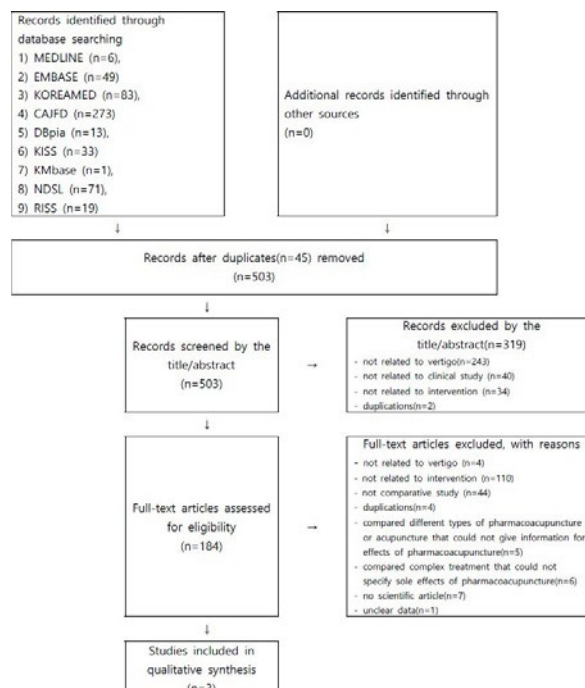 Records identified through
database searching
1) MEDLINE (n=6),
2) EMBASE (n=49)
3) KOREAMED (n=83),
4) CAJFD (n=273)
5) DBpia (n=13),
6) KISS (n=33)
7) KMbase (n=1),
8) NDSL (n=71),
9) RISS (n=19)
Additional records identified through
other sources
(n=0)
↓
↓
Records after duplicates(n=45) removed
(n=503)
↓
Records screened by the
title/abstract
(n=503)
→
Records excluded by the
title/abstract(n=319)
- not related to vertigo(n=243)
- not related to clinical study (n=40)
- not related to intervention (n=34)
- duplications(n=2)
↓
Full-text articles assessed
for eligibility
(n=184)
→
Full-text articles excluded, with reasons
- not related to vertigo (n=4)
- not related to intervention (n=110)
- not comparative study (n=44)
- duplications(n=4)
- compared different types of pharmacoacupuncture
or acupuncture that could not give information for
effects of pharmacoacupuncture(n=5)
- compared complex treatment that could not
specify sole effects of pharmacoacupuncture(n=6)
- no scientific article(n=7)
- unclear data(n=1)
↓
Studies included in
qualitative synthesis